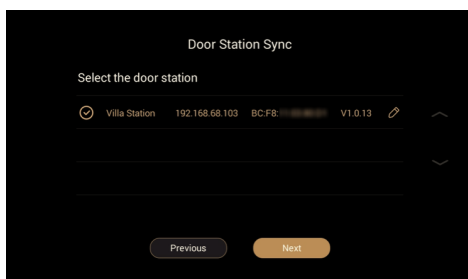 Door Station Sync
Select the door station
Villa Station 192.168.68.103 BC:F8: V1.0.13
Previous Next